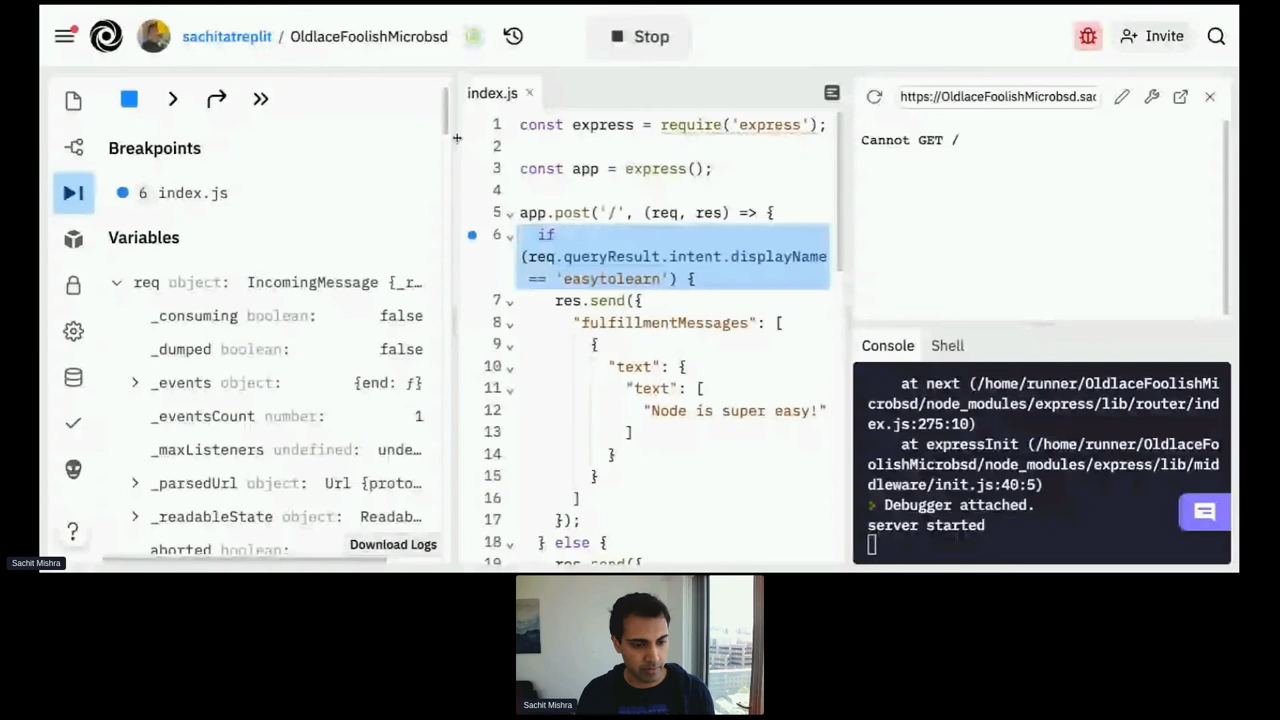 sachitatreplit / OldlaceFoolishMicrobsd
Stop
Invite
Breakpoints
6 index.js
Variables
req object: IncomingMessage {_r…
_consuming boolean: false
_dumped boolean: false
_events object: {end: ƒ}
_eventsCount number: 1
_maxListeners undefined: unde…
_parsedUrl object: Url {proto…
_readableState object: Readab…
aborted boolean:
Download Logs
index.js
1 const express = require('express');
2
3 const app = express();
4
5 app.post('/', (req, res) => {
6 if
(req.queryResult.intent.displayName
== 'easytolearn') {
7 res.send({
8 "fulfillmentMessages": [
9 {
10 "text": {
11 "text": [
12 "Node is super easy!"
13 ]
14 }
15 }
16 ]
17 });
18 } else {
19 res.send({
https://OldlaceFoolishMicrobsd.sac
Cannot GET /
Console Shell
at next (/home/runner/OldlaceFoolishMi
crobsd/node_modules/express/lib/router/ind
ex.js:275:10)
at expressInit (/home/runner/OldlaceFo
olishMicrobsd/node_modules/express/lib/mid
dleware/init.js:40:5)
> Debugger attached.
server started
?
Sachit Mishra
Sachit Mishra